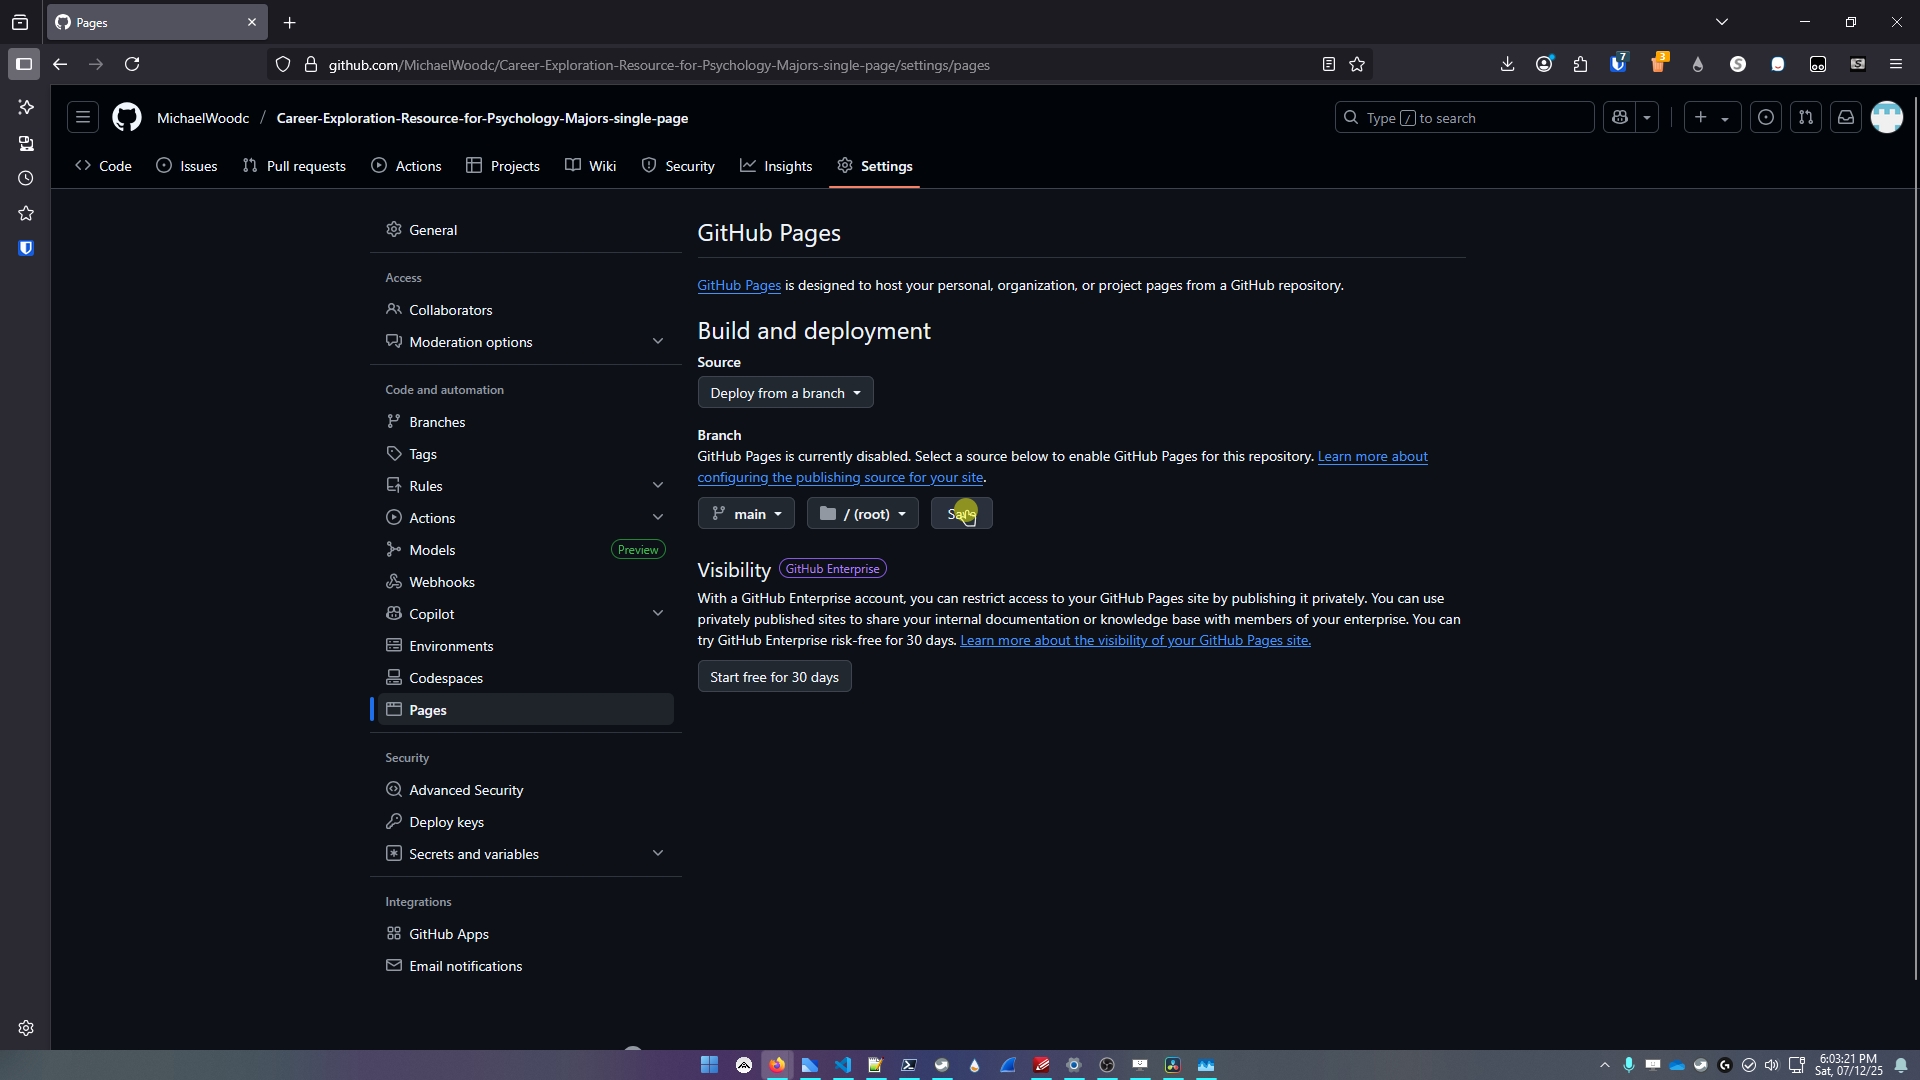 Pages
github.com/MichaelWoodc/Career-Exploration-Resource-for-Psychology-Majors-single-page/settings/pages
7
3
MichaelWoodc / Career-Exploration-Resource-for-Psychology-Majors-single-page
Type / to search
Code
Issues
Pull requests
Actions
Projects
Wiki
Security
Insights
Settings
General
Access
Collaborators
Moderation options
Code and automation
Branches
Tags
Rules
Actions
Models
Preview
Webhooks
Copilot
Environments
Codespaces
Pages
Security
Advanced Security
Deploy keys
Secrets and variables
Integrations
GitHub Apps
Email notifications
GitHub Pages
GitHub Pages is designed to host your personal, organization, or project pages from a GitHub repository.
Build and deployment
Source
Deploy from a branch
Branch
GitHub Pages is currently disabled. Select a source below to enable GitHub Pages for this repository. Learn more about
configuring the publishing source for your site.
main
/ (root)
Save
Visibility
GitHub Enterprise
With a GitHub Enterprise account, you can restrict access to your GitHub Pages site by publishing it privately. You can use
privately published sites to share your internal documentation or knowledge base with members of your enterprise. You can
try GitHub Enterprise risk-free for 30 days. Learn more about the visibility of your GitHub Pages site.
Start free for 30 days
6:03:21 PM
Sat, 07/12/25